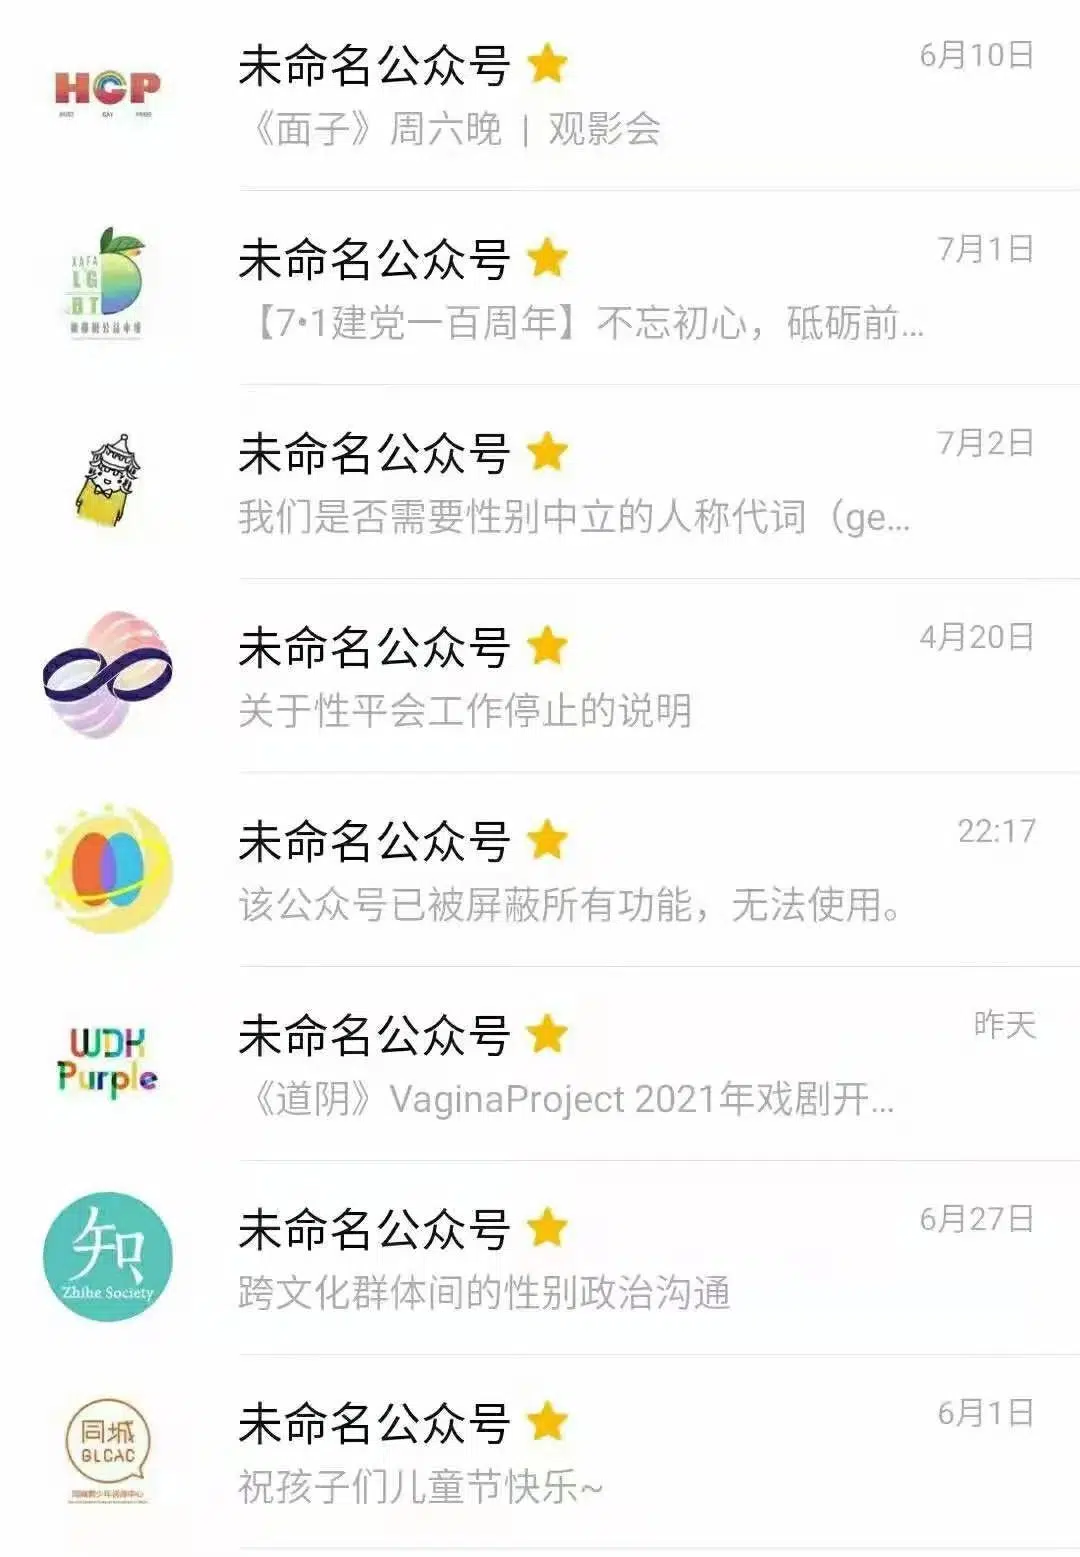 HGP
未命名公众号
6月10日
《面子》周六晚 | 观影会
XAFA
LG
BT
未命名公众号
7月1日
【7•1建党一百周年】不忘初心，砥砺前...
未命名公众号
7月2日
我们是否需要性别中立的人称代词（ge...
未命名公众号
4月20日
关于性平会工作停止的说明
未命名公众号
22:17
该公众号已被屏蔽所有功能，无法使用。
WDK
Purple
未命名公众号
昨天
《道阴》VaginaProject 2021年戏剧开...
知
Zhihe Society
未命名公众号
6月27日
跨文化群体间的性别政治沟通
同城
GLCAC
未命名公众号
6月1日
祝孩子们儿童节快乐~